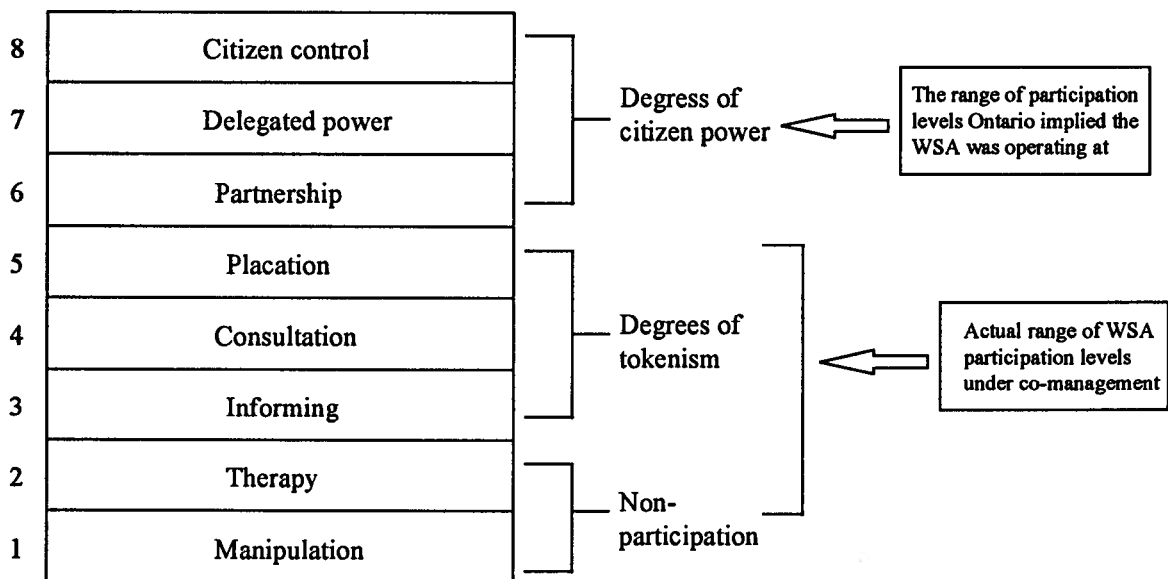 8 Citizen control
7 Delegated power
6 Partnership
5 Placation
4 Consultation
3 Informing
2 Therapy
1 Manipulation
Degress of
citizen power
Degrees of
tokenism
Non-
participation
The range of participation
levels Ontario implied the
WSA was operating at
Actual range of WSA
participation levels
under co-management